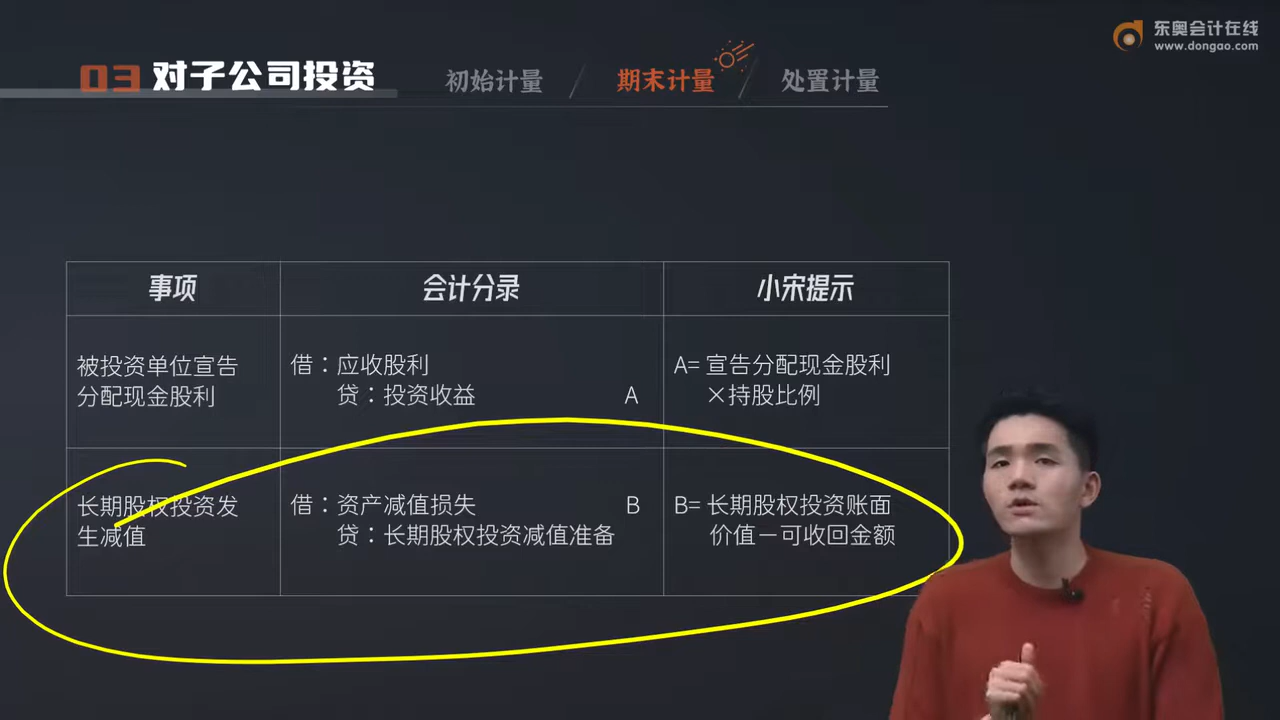 东奥会计在线
www.dongao.com
03 对子公司投资
初始计量 / 期末计量 / 处置计量
事项
会计分录
小宋提示
被投资单位宣告
分配现金股利
借：应收股利
贷：投资收益 A
A= 宣告分配现金股利
×持股比例
长期股权投资发
生减值
借：资产减值损失 B
贷：长期股权投资减值准备
B= 长期股权投资账面
价值－可收回金额